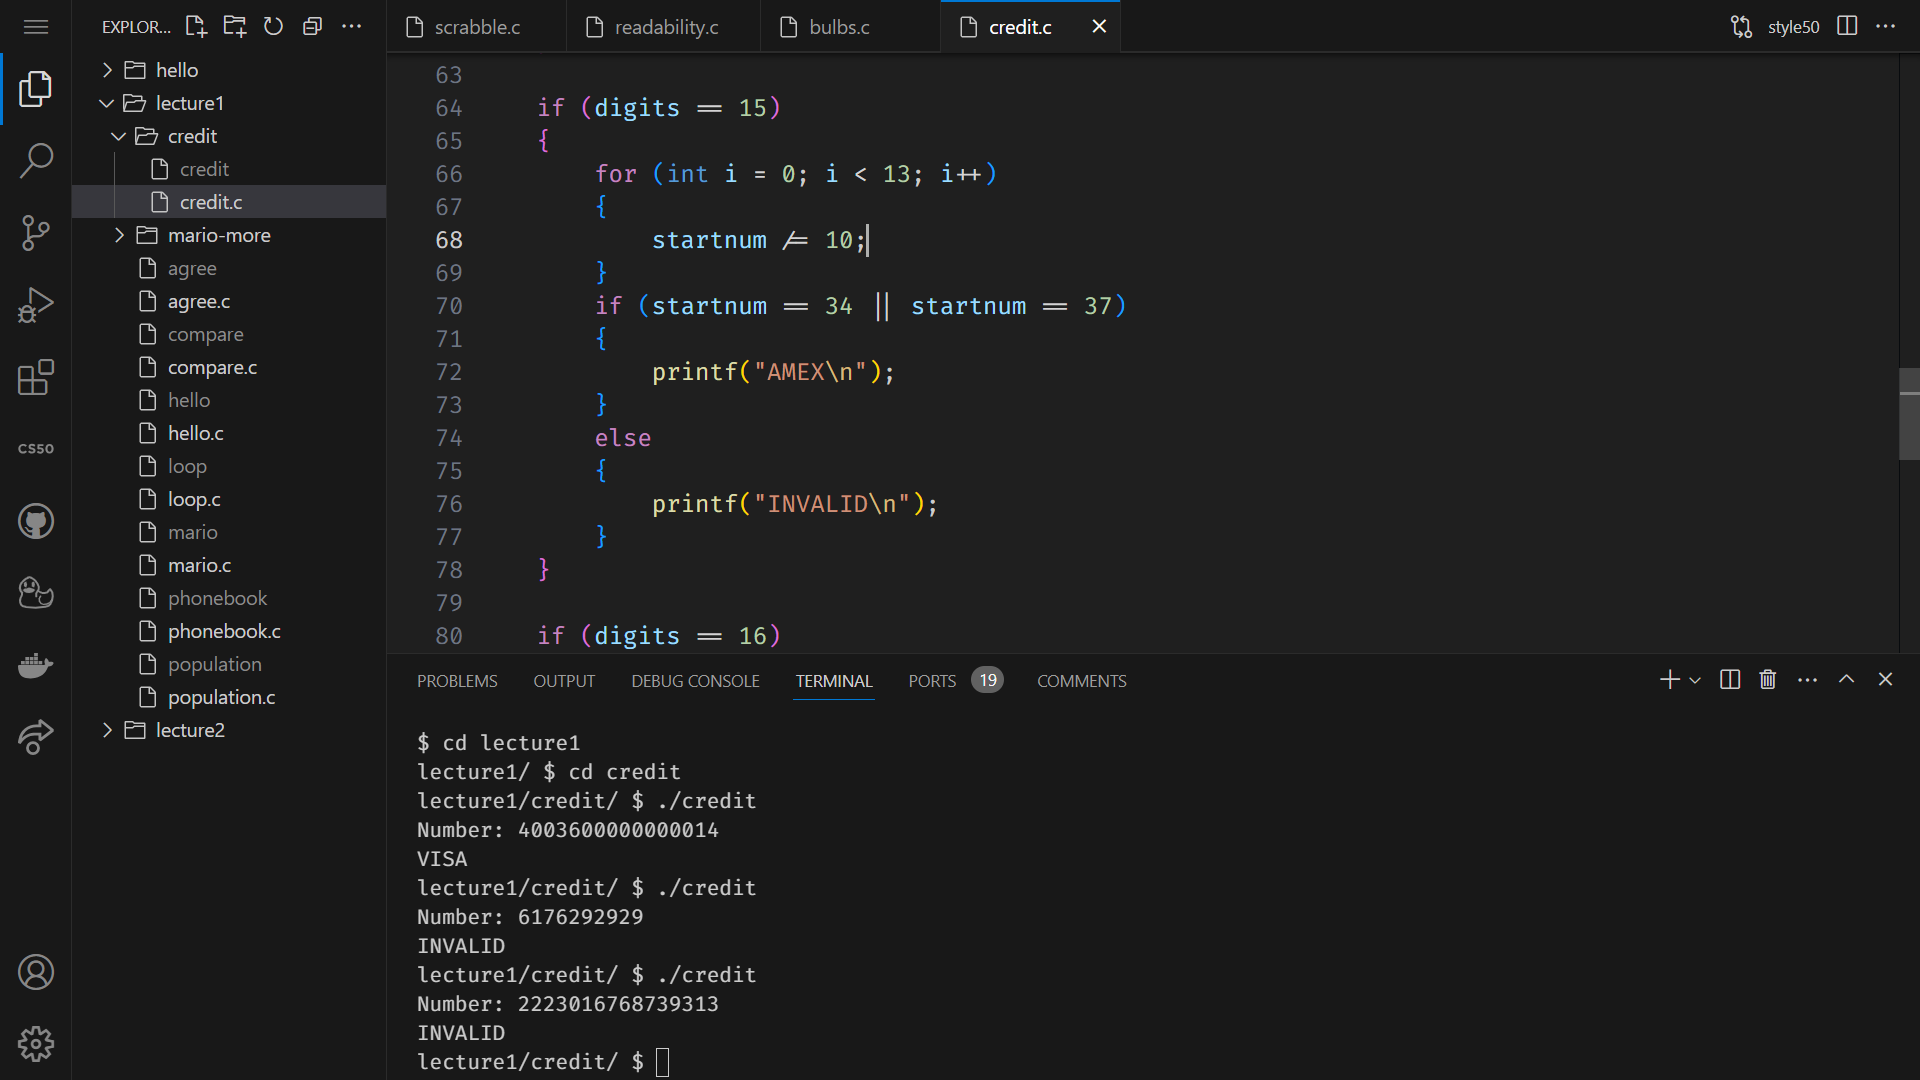 EXPLOR...
hello
lecture1
credit
credit
credit.c
mario-more
agree
agree.c
compare
compare.c
hello
hello.c
loop
loop.c
mario
mario.c
phonebook
phonebook.c
population
population.c
lecture2
CS50
scrabble.c
readability.c
bulbs.c
credit.c
style50
63
64 if (digits == 15)
65 {
66 for (int i = 0; i < 13; i++)
67 {
68 startnum /= 10;
69 }
70 if (startnum == 34 || startnum == 37)
71 {
72 printf("AMEX\n");
73 }
74 else
75 {
76 printf("INVALID\n");
77 }
78 }
79
80 if (digits == 16)
PROBLEMS OUTPUT DEBUG CONSOLE TERMINAL PORTS 19 COMMENTS
$ cd lecture1
lecture1/ $ cd credit
lecture1/credit/ $ ./credit
Number: 4003600000000014
VISA
lecture1/credit/ $ ./credit
Number: 6176292929
INVALID
lecture1/credit/ $ ./credit
Number: 2223016768739313
INVALID
lecture1/credit/ $